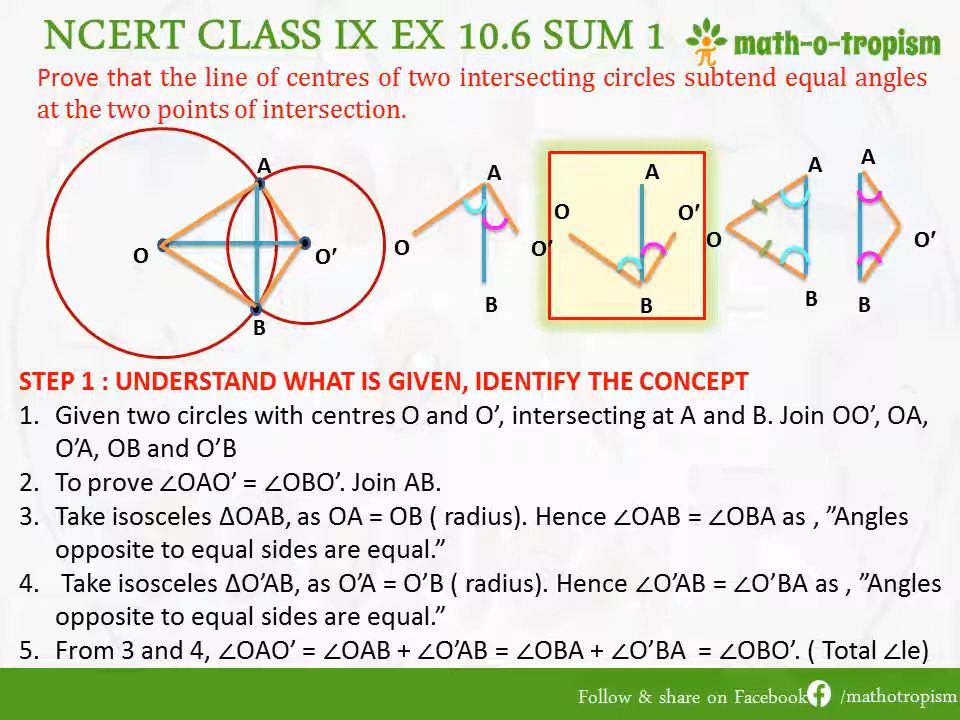 NCERT CLASS IX EX 10.6 SUM 1
math-o-tropism
Prove that the line of centres of two intersecting circles subtend equal angles
at the two points of intersection.
A
O
O’
B
A
O
O’
B
A
O
O’
B
A
O
B
A
O’
B
STEP 1 : UNDERSTAND WHAT IS GIVEN, IDENTIFY THE CONCEPT
1. Given two circles with centres O and O’, intersecting at A and B. Join OO’, OA,
O’A, OB and O’B
2. To prove ∠OAO’ = ∠OBO’. Join AB.
3. Take isosceles ΔOAB, as OA = OB ( radius). Hence ∠OAB = ∠OBA as , ”Angles
opposite to equal sides are equal.”
4. Take isosceles ΔO’AB, as O’A = O’B ( radius). Hence ∠O’AB = ∠O’BA as , ”Angles
opposite to equal sides are equal.”
5. From 3 and 4, ∠OAO’ = ∠OAB + ∠O’AB = ∠OBA + ∠O’BA = ∠OBO’. ( Total ∠le)
Follow & share on Facebook /mathotropism